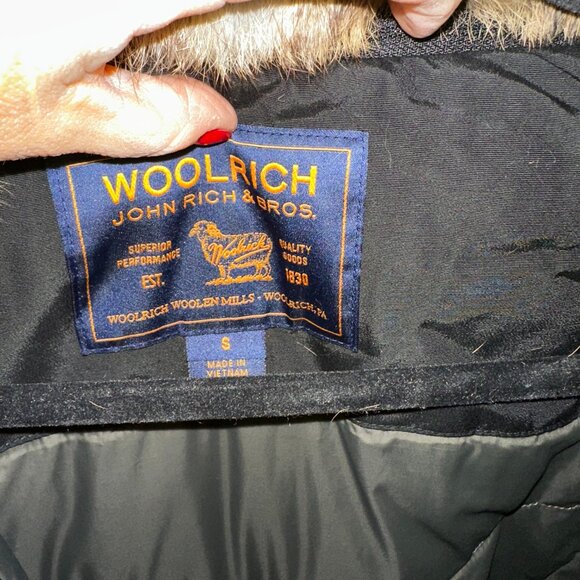 WOOLRICH
JOHN RICH & BROS.
SUPERIOR
PERFORMANCE
EST.
Woolrich
QUALITY
GOODS
1830
WOOLRICH WOOLEN MILLS - WOOLRICH, PA
S
MADE IN
VIETNAM